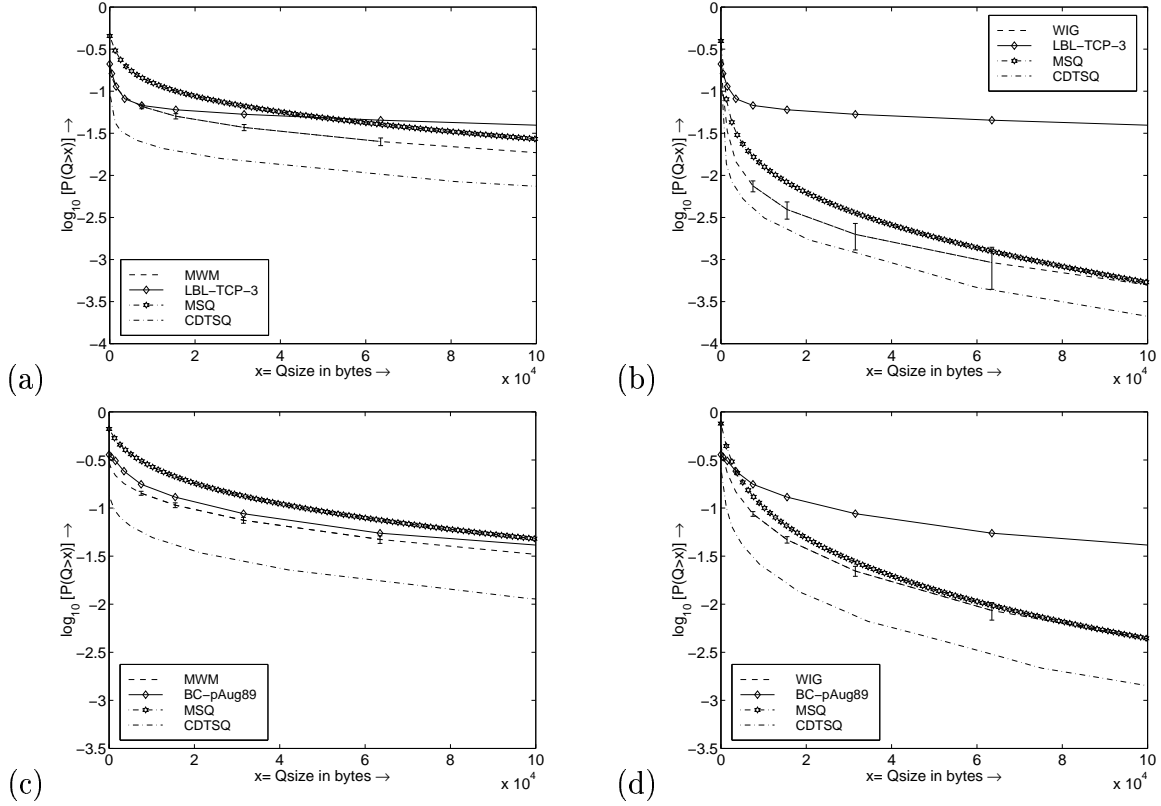 0
−0.5
−1
−1.5
−2
−2.5
−3
−3.5
−4
log10 [P(Q>x)] →
MWM
LBL−TCP−3
MSQ
CDTSQ
0 2 4 6 8 10
x= Qsize in bytes →
x 10^4
(a)
0
−0.5
−1
−1.5
−2
−2.5
−3
−3.5
−4
log10 [P(Q>x)] →
WIG
LBL−TCP−3
MSQ
CDTSQ
0 2 4 6 8 10
x= Qsize in bytes →
x 10^4
(b)
0
−0.5
−1
−1.5
−2
−2.5
−3
−3.5
log10 [P(Q>x)] →
MWM
BC−pAug89
MSQ
CDTSQ
0 2 4 6 8 10
x= Qsize in bytes →
x 10^4
(c)
0
−0.5
−1
−1.5
−2
−2.5
−3
−3.5
log10 [P(Q>x)] →
WIG
BC−pAug89
MSQ
CDTSQ
0 2 4 6 8 10
x= Qsize in bytes →
x 10^4
(d)